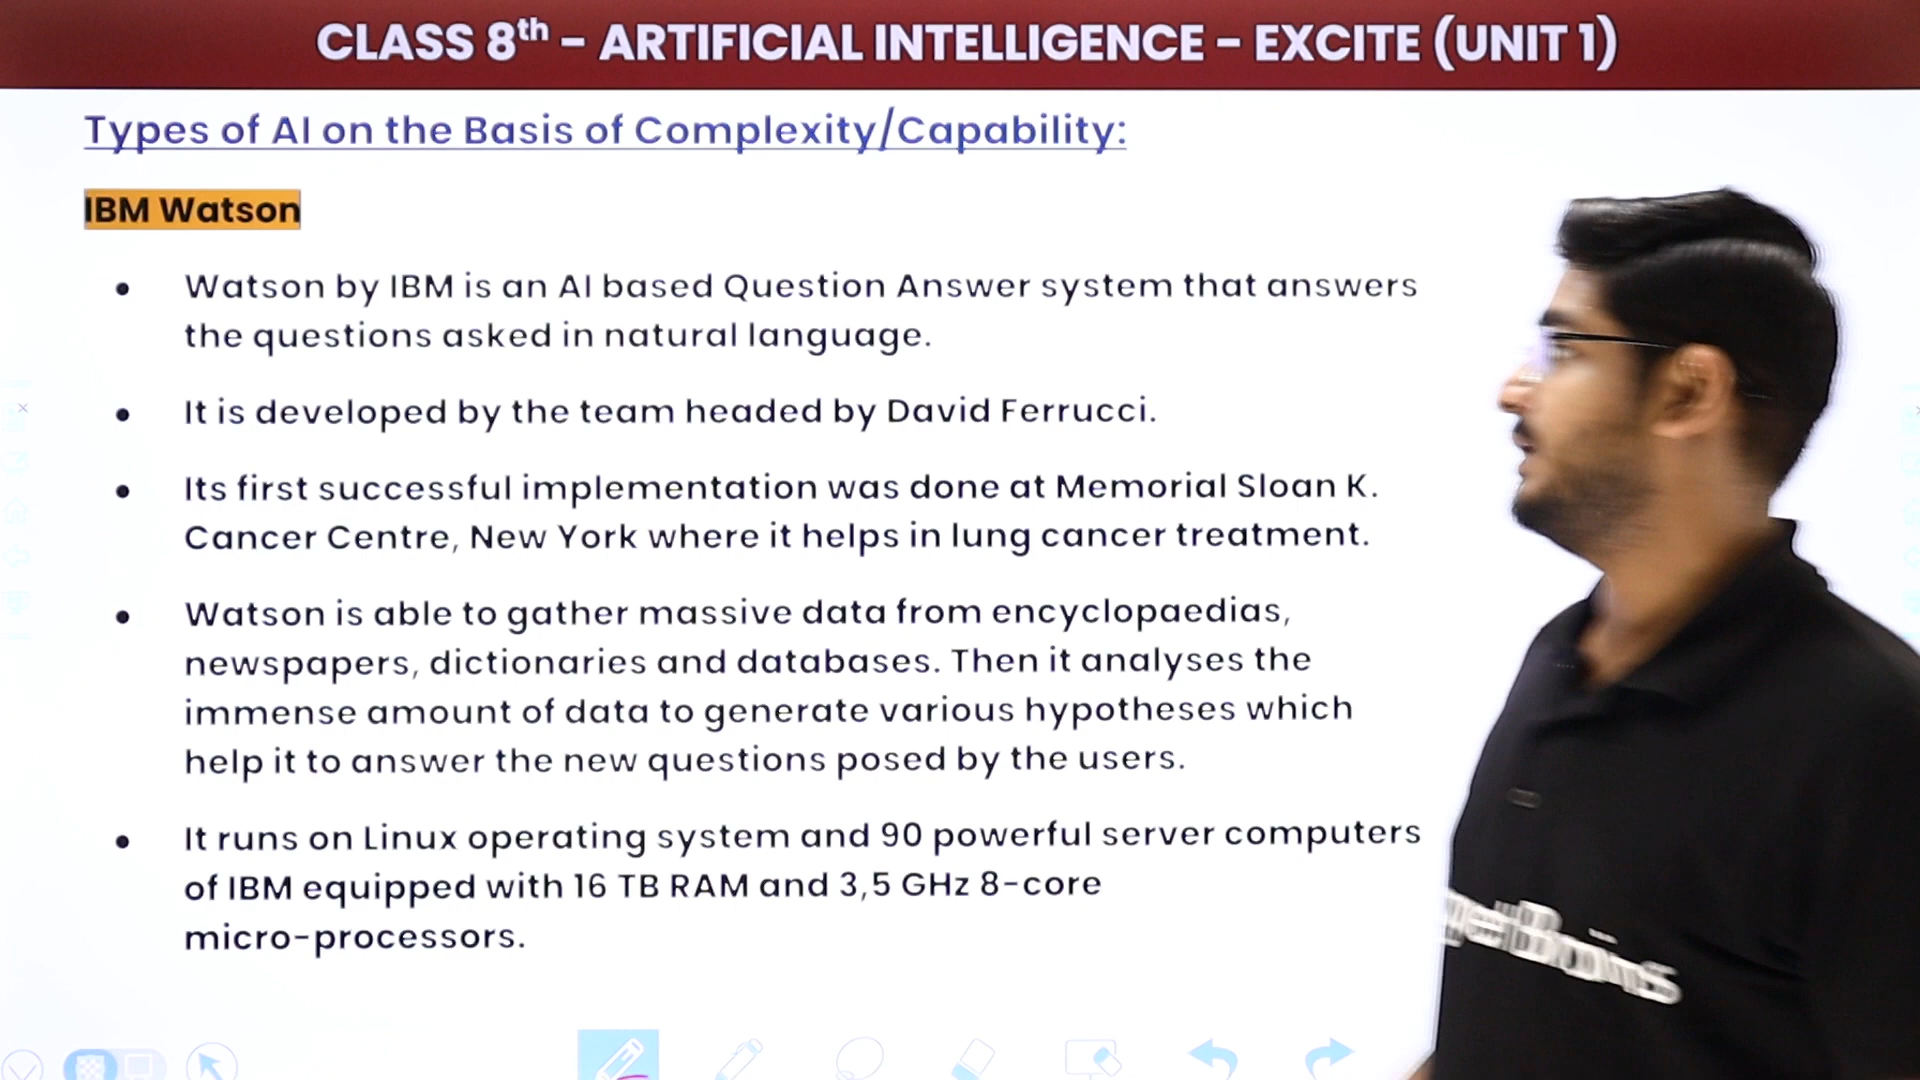 CLASS 8th - ARTIFICIAL INTELLIGENCE - EXCITE (UNIT 1)
Types of AI on the Basis of Complexity/Capability:
IBM Watson
• Watson by IBM is an AI based Question Answer system that answers
the questions asked in natural language.
• It is developed by the team headed by David Ferrucci.
• Its first successful implementation was done at Memorial Sloan K.
Cancer Centre, New York where it helps in lung cancer treatment.
• Watson is able to gather massive data from encyclopaedias,
newspapers, dictionaries and databases. Then it analyses the
immense amount of data to generate various hypotheses which
help it to answer the new questions posed by the users.
• It runs on Linux operating system and 90 powerful server computers
of IBM equipped with 16 TB RAM and 3,5 GHz 8-core
micro-processors.